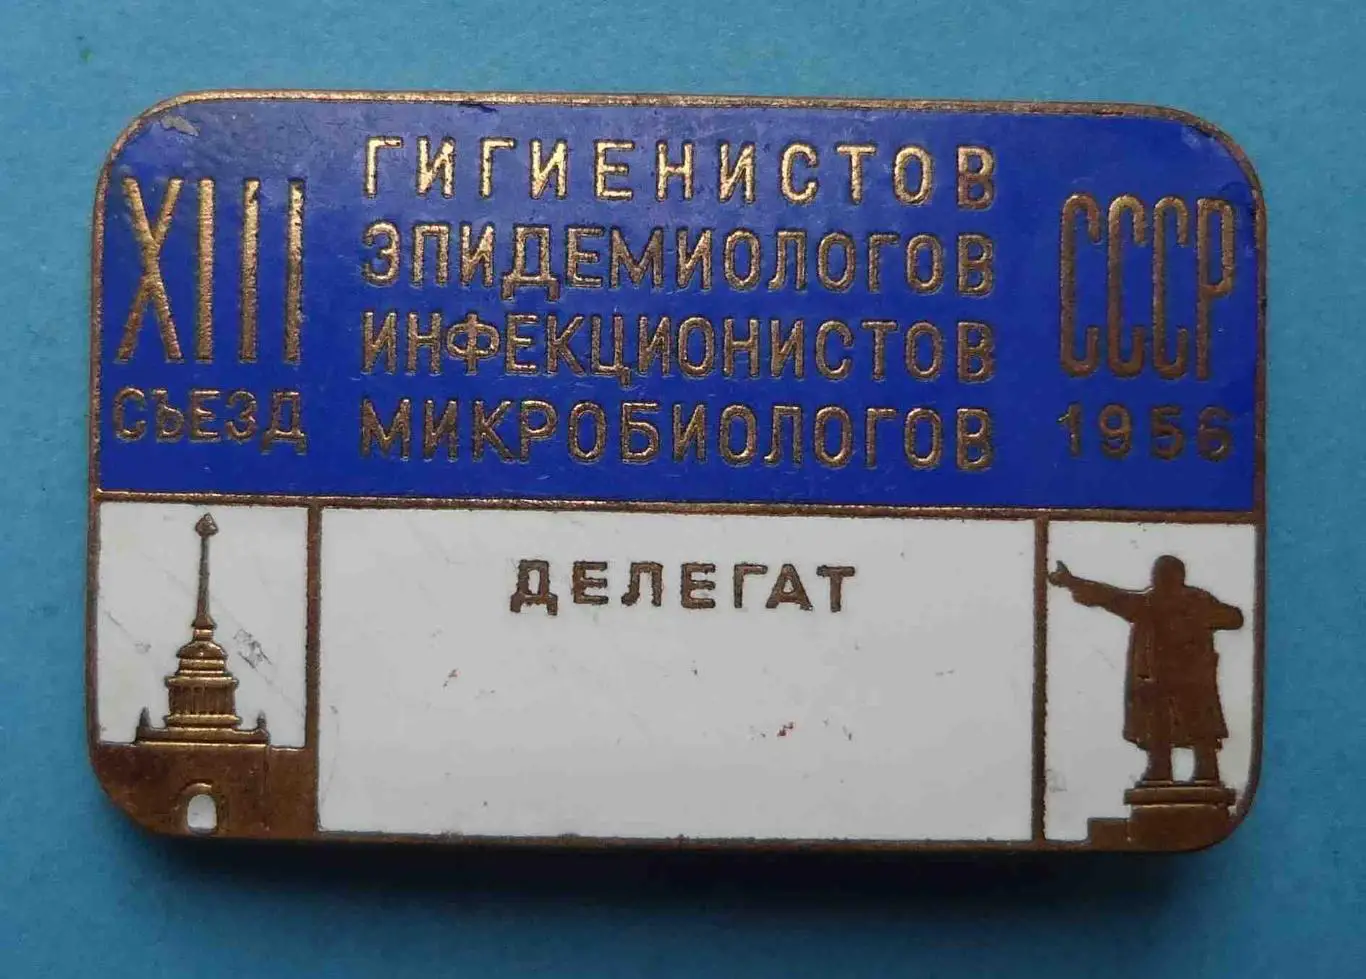 XIII
СЪЕЗД
ГИГИЕНИСТОВ
ЭПИДЕМИОЛОГОВ
ИНФЕКЦИОНИСТОВ
МИКРОБИОЛОГОВ
СССР
1956
ДЕЛЕГАТ